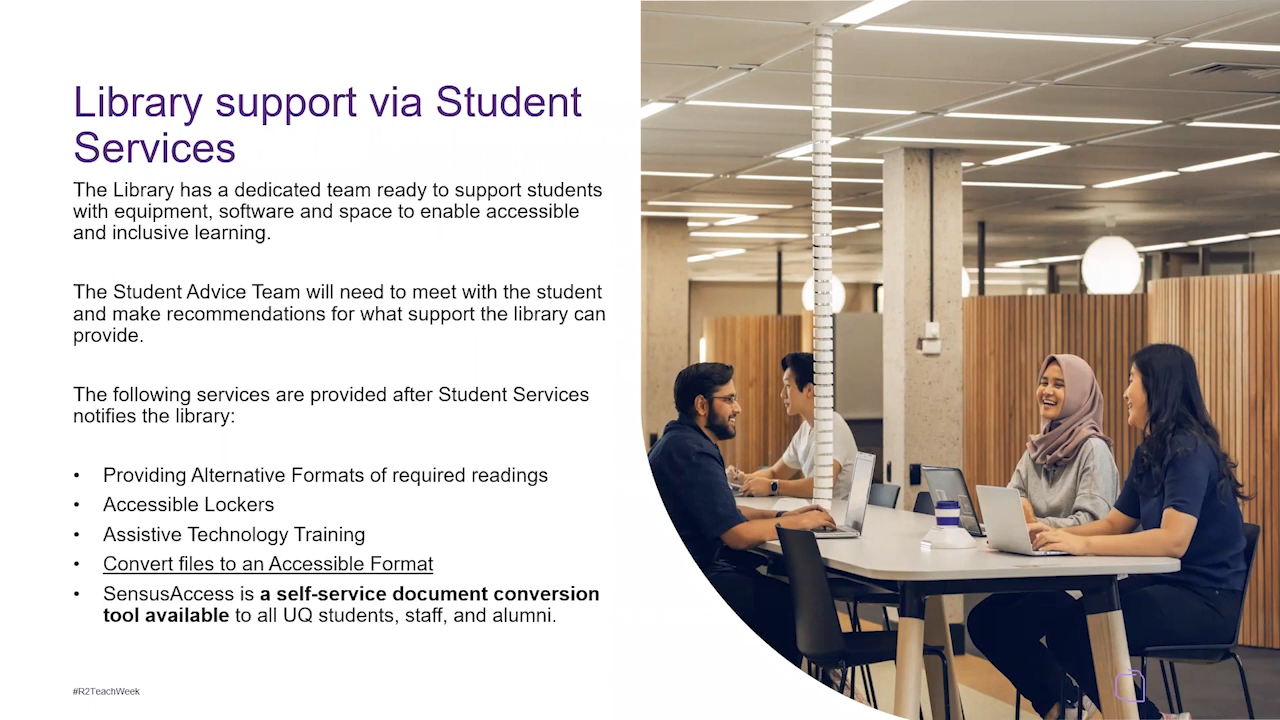 Library support via Student
Services
The Library has a dedicated team ready to support students
with equipment, software and space to enable accessible
and inclusive learning.
The Student Advice Team will need to meet with the student
and make recommendations for what support the library can
provide.
The following services are provided after Student Services
notifies the library:
• Providing Alternative Formats of required readings
• Accessible Lockers
• Assistive Technology Training
• Convert files to an Accessible Format
• SensusAccess is a self-service document conversion
tool available to all UQ students, staff, and alumni.
#R2TeachWeek